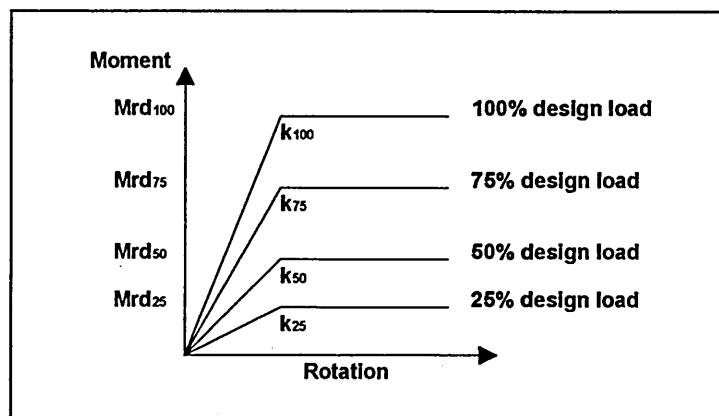 Moment
Mrd100 100% design load
k100
Mrd75 75% design load
k75
Mrd50 50% design load
k50
Mrd25 25% design load
k25
Rotation